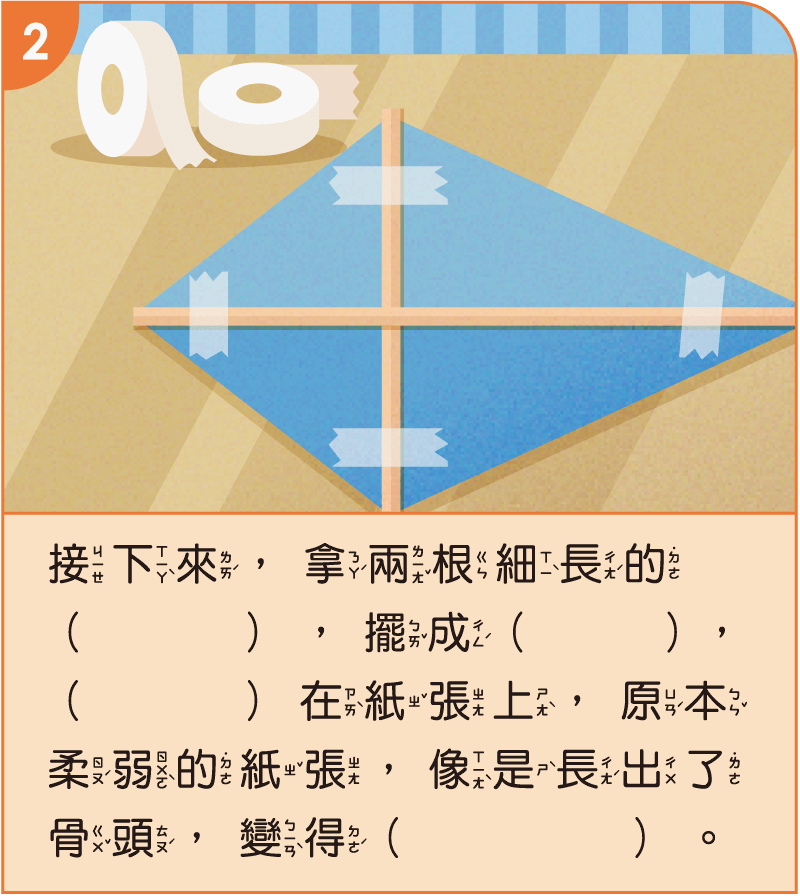 2
接下來，拿兩根細長的
（　　　　），擺成（　　　　），
（　　　　）在紙張上，原本
柔弱的紙張，像是長出了
骨頭，變得（　　　　　　）。